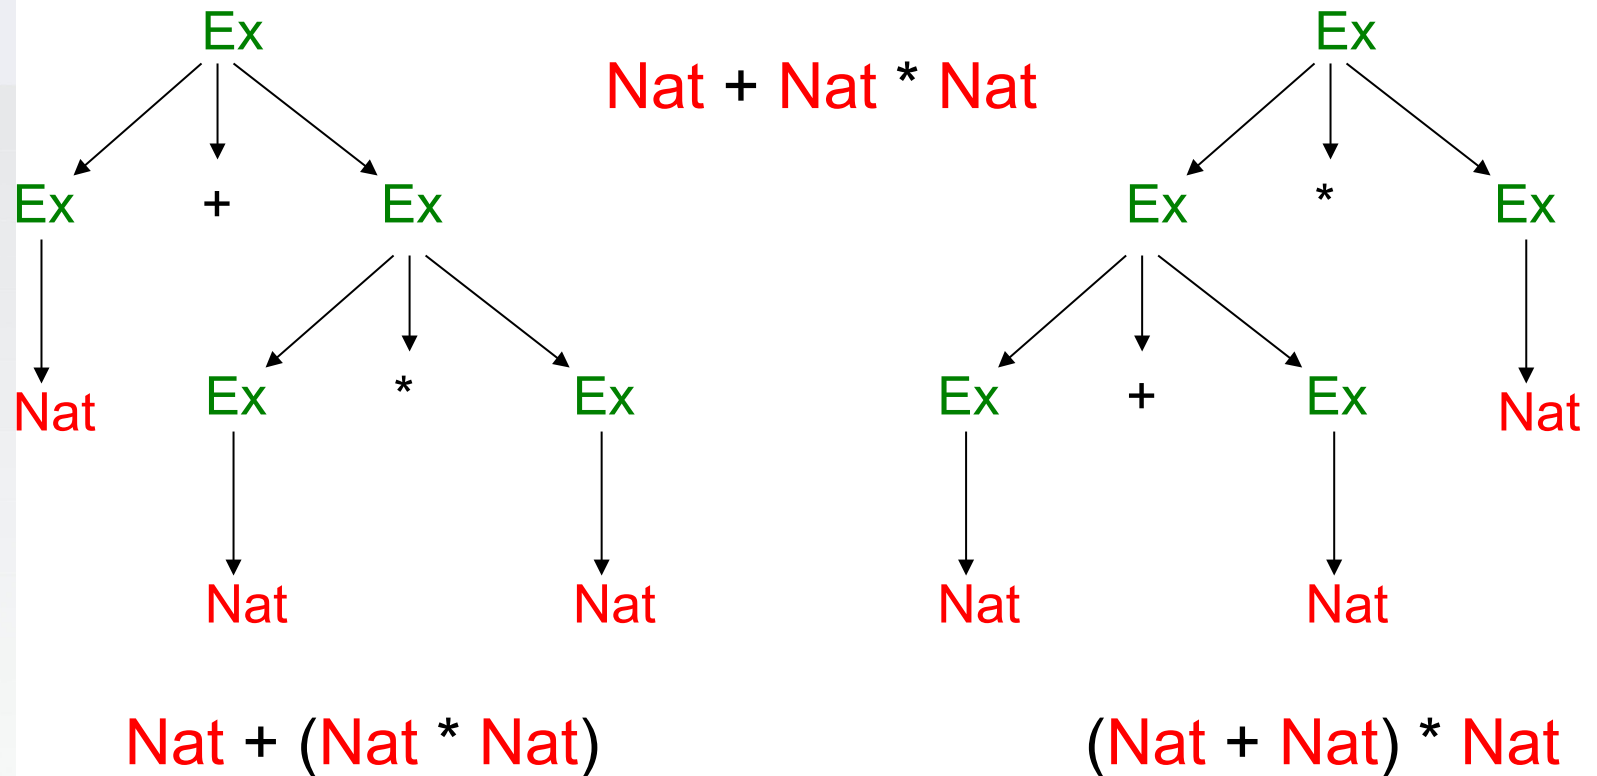 Ex
Nat + Nat * Nat
Ex
Ex + Ex
Ex * Ex
Nat
Ex * Ex
Ex + Ex
Nat
Nat
Nat
Nat
Nat
Nat + (Nat * Nat)
(Nat + Nat) * Nat